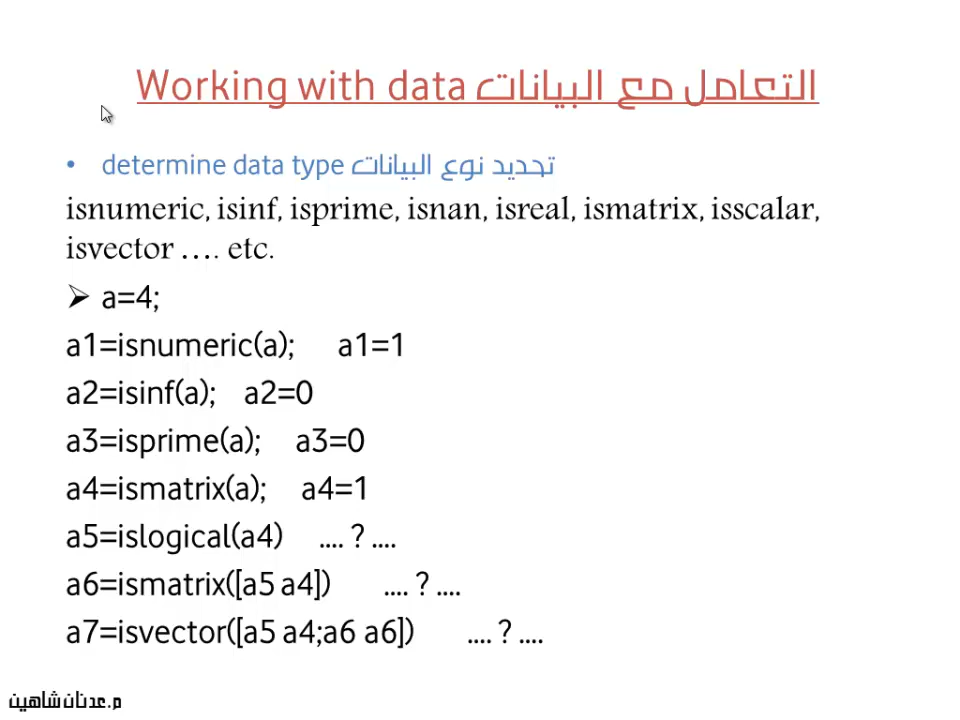 Working with data التعامل مع البيانات
• determine data type تحديد نوع البيانات
isnumeric, isinf, isprime, isnan, isreal, ismatrix, isscalar,
isvector …. etc.
➢ a=4;
a1=isnumeric(a); a1=1
a2=isinf(a); a2=0
a3=isprime(a); a3=0
a4=ismatrix(a); a4=1
a5=islogical(a4) .... ? ....
a6=ismatrix([a5 a4]) .... ? ....
a7=isvector([a5 a4;a6 a6]) .... ? ....
م.عدنان شاهين